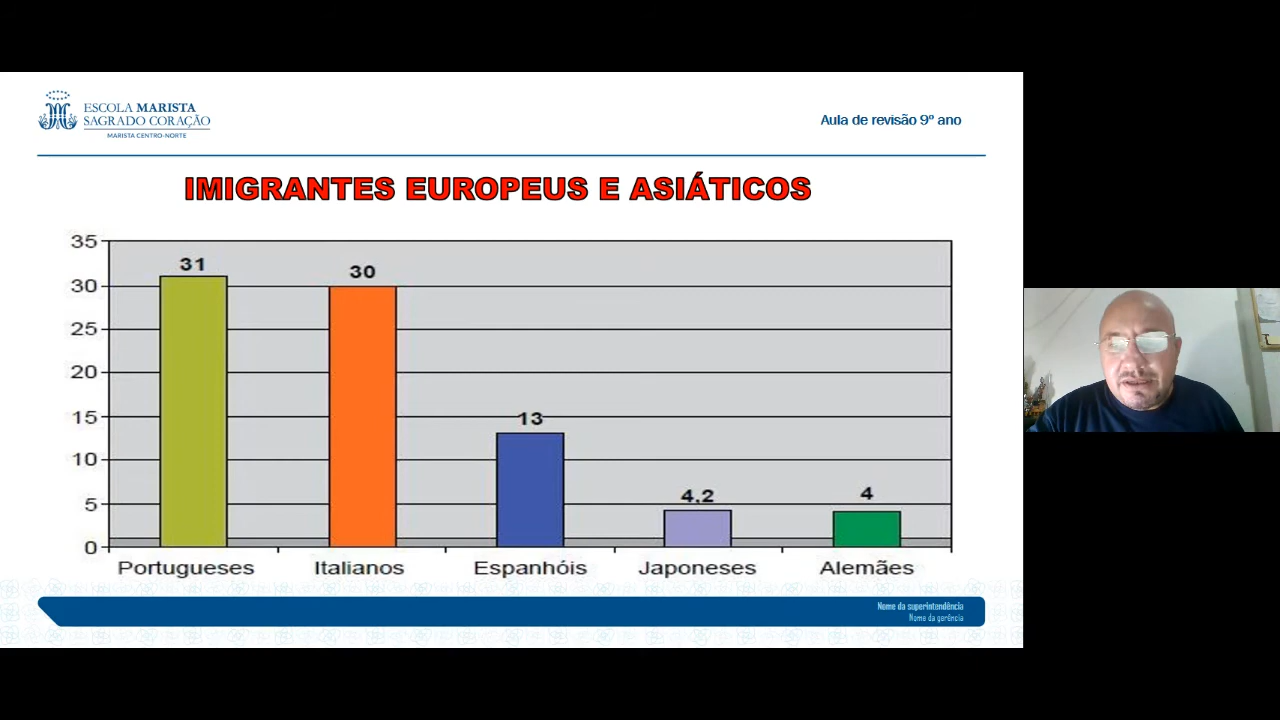 ESCOLA MARISTA
SAGRADO CORAÇÃO
MARISTA CENTRO-NORTE
Aula de revisão 9º ano
IMIGRANTES EUROPEUS E ASIÁTICOS
35
30
25
20
15
10
5
0
31
30
13
4,2
4
Portugueses Italianos Espanhóis Japoneses Alemães
Nome da superintendência
Nome da gerência